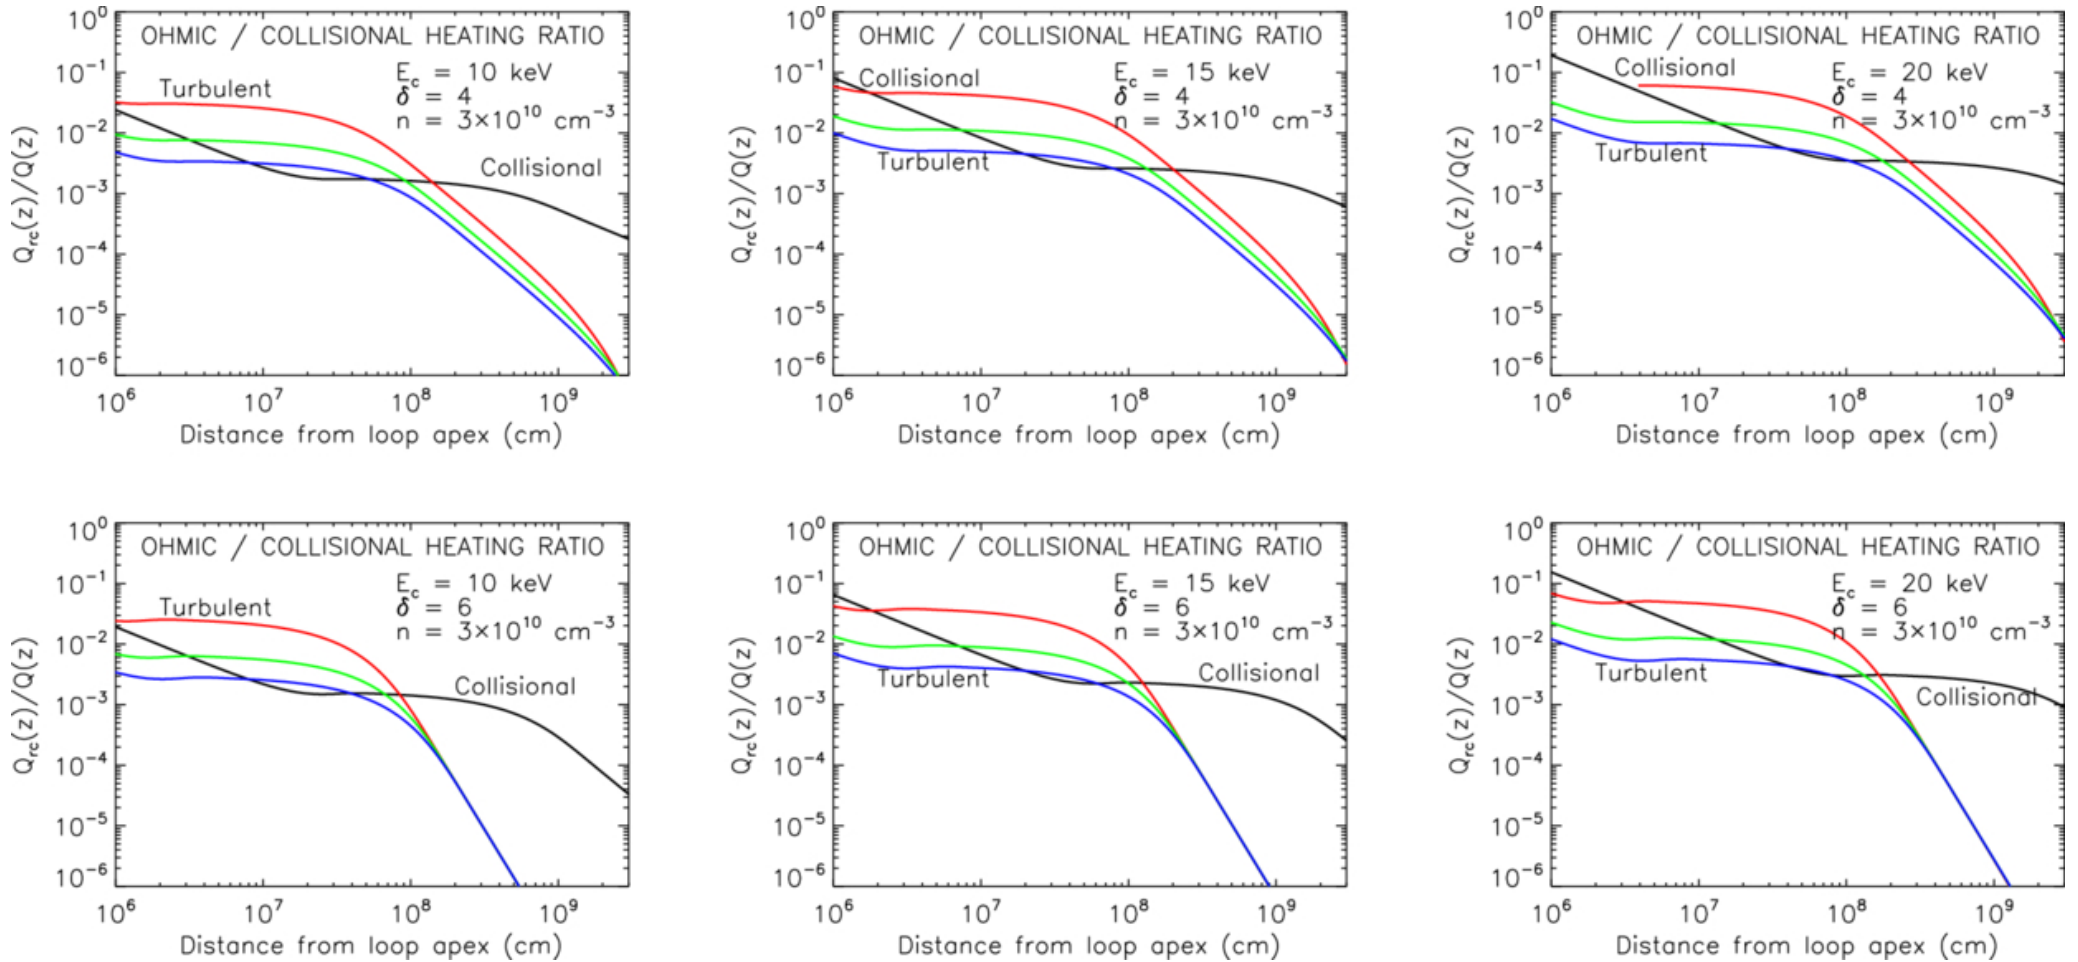 OHMIC / COLLISIONAL HEATING RATIO
E_c = 10 keV
δ = 4
n = 3×10^10 cm^-3
Turbulent
Collisional
10^0
10^-1
10^-2
10^-3
10^-4
10^-5
10^-6
Q_rc(z)/Q(z)
10^6 10^7 10^8 10^9
Distance from loop apex (cm)
OHMIC / COLLISIONAL HEATING RATIO
E_c = 15 keV
δ = 4
n = 3×10^10 cm^-3
Collisional
Turbulent
10^0
10^-1
10^-2
10^-3
10^-4
10^-5
10^-6
Q_rc(z)/Q(z)
10^6 10^7 10^8 10^9
Distance from loop apex (cm)
OHMIC / COLLISIONAL HEATING RATIO
E_c = 20 keV
δ = 4
n = 3×10^10 cm^-3
Collisional
Turbulent
10^0
10^-1
10^-2
10^-3
10^-4
10^-5
10^-6
Q_rc(z)/Q(z)
10^6 10^7 10^8 10^9
Distance from loop apex (cm)
OHMIC / COLLISIONAL HEATING RATIO
E_c = 10 keV
δ = 6
n = 3×10^10 cm^-3
Turbulent
Collisional
10^0
10^-1
10^-2
10^-3
10^-4
10^-5
10^-6
Q_rc(z)/Q(z)
10^6 10^7 10^8 10^9
Distance from loop apex (cm)
OHMIC / COLLISIONAL HEATING RATIO
E_c = 15 keV
δ = 6
n = 3×10^10 cm^-3
Turbulent
Collisional
10^0
10^-1
10^-2
10^-3
10^-4
10^-5
10^-6
Q_rc(z)/Q(z)
10^6 10^7 10^8 10^9
Distance from loop apex (cm)
OHMIC / COLLISIONAL HEATING RATIO
E_c = 20 keV
δ = 6
n = 3×10^10 cm^-3
Turbulent
Collisional
10^0
10^-1
10^-2
10^-3
10^-4
10^-5
10^-6
Q_rc(z)/Q(z)
10^6 10^7 10^8 10^9
Distance from loop apex (cm)